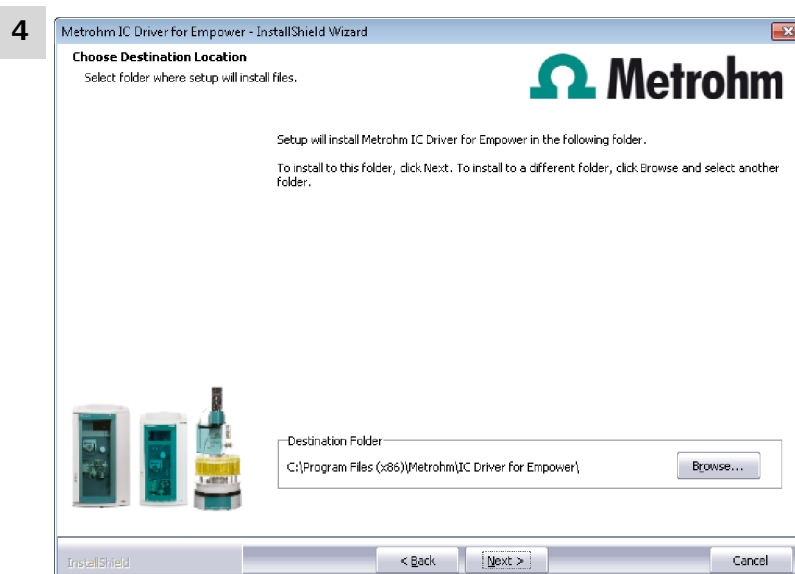 4
Metrohm IC Driver for Empower - InstallShield Wizard
Choose Destination Location
Select folder where setup will install files.
Metrohm
Setup will install Metrohm IC Driver for Empower in the following folder.
To install to this folder, click Next. To install to a different folder, click Browse and select another
folder.
Destination Folder
C:\Program Files (x86)\Metrohm\IC Driver for Empower\
Browse...
InstallShield
< Back
Next >
Cancel